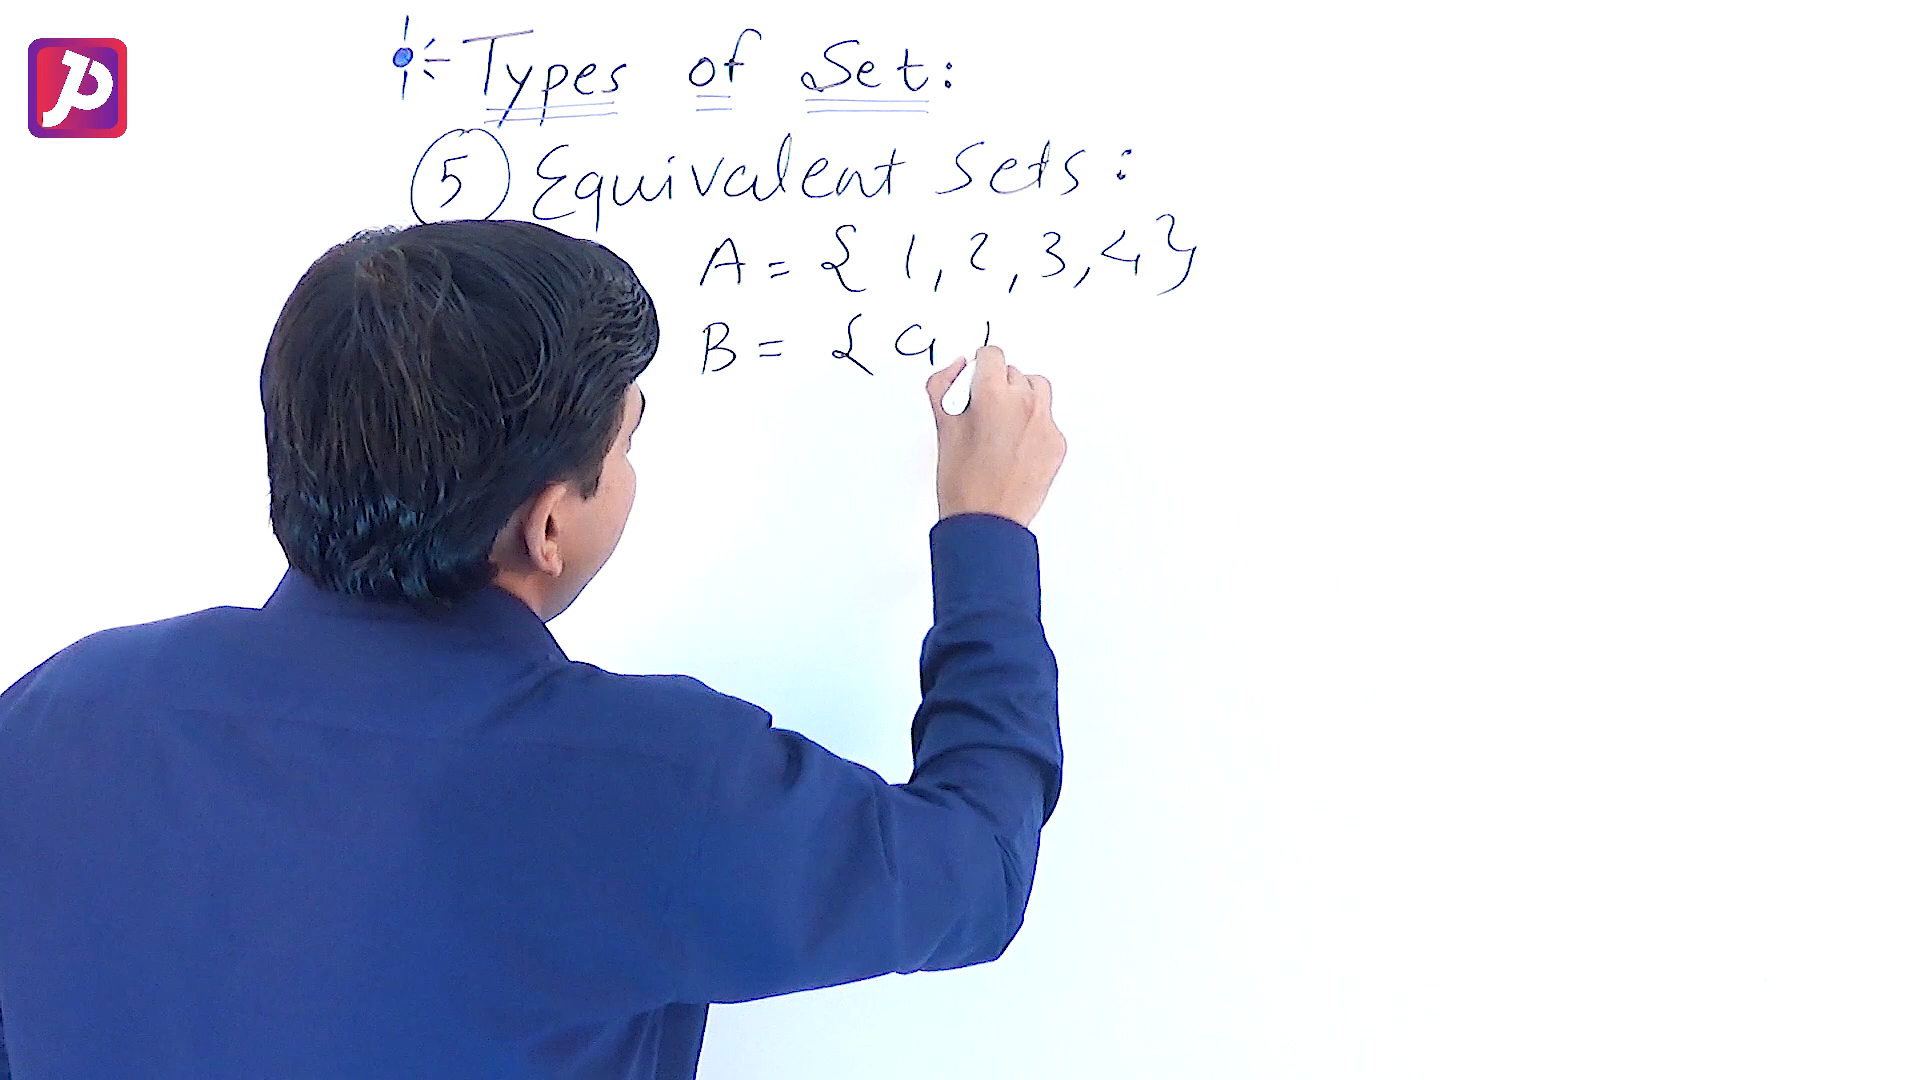 Types of Set:
5 Equivalent Sets:
A = { 1, 2, 3, 4 }
B = { a,